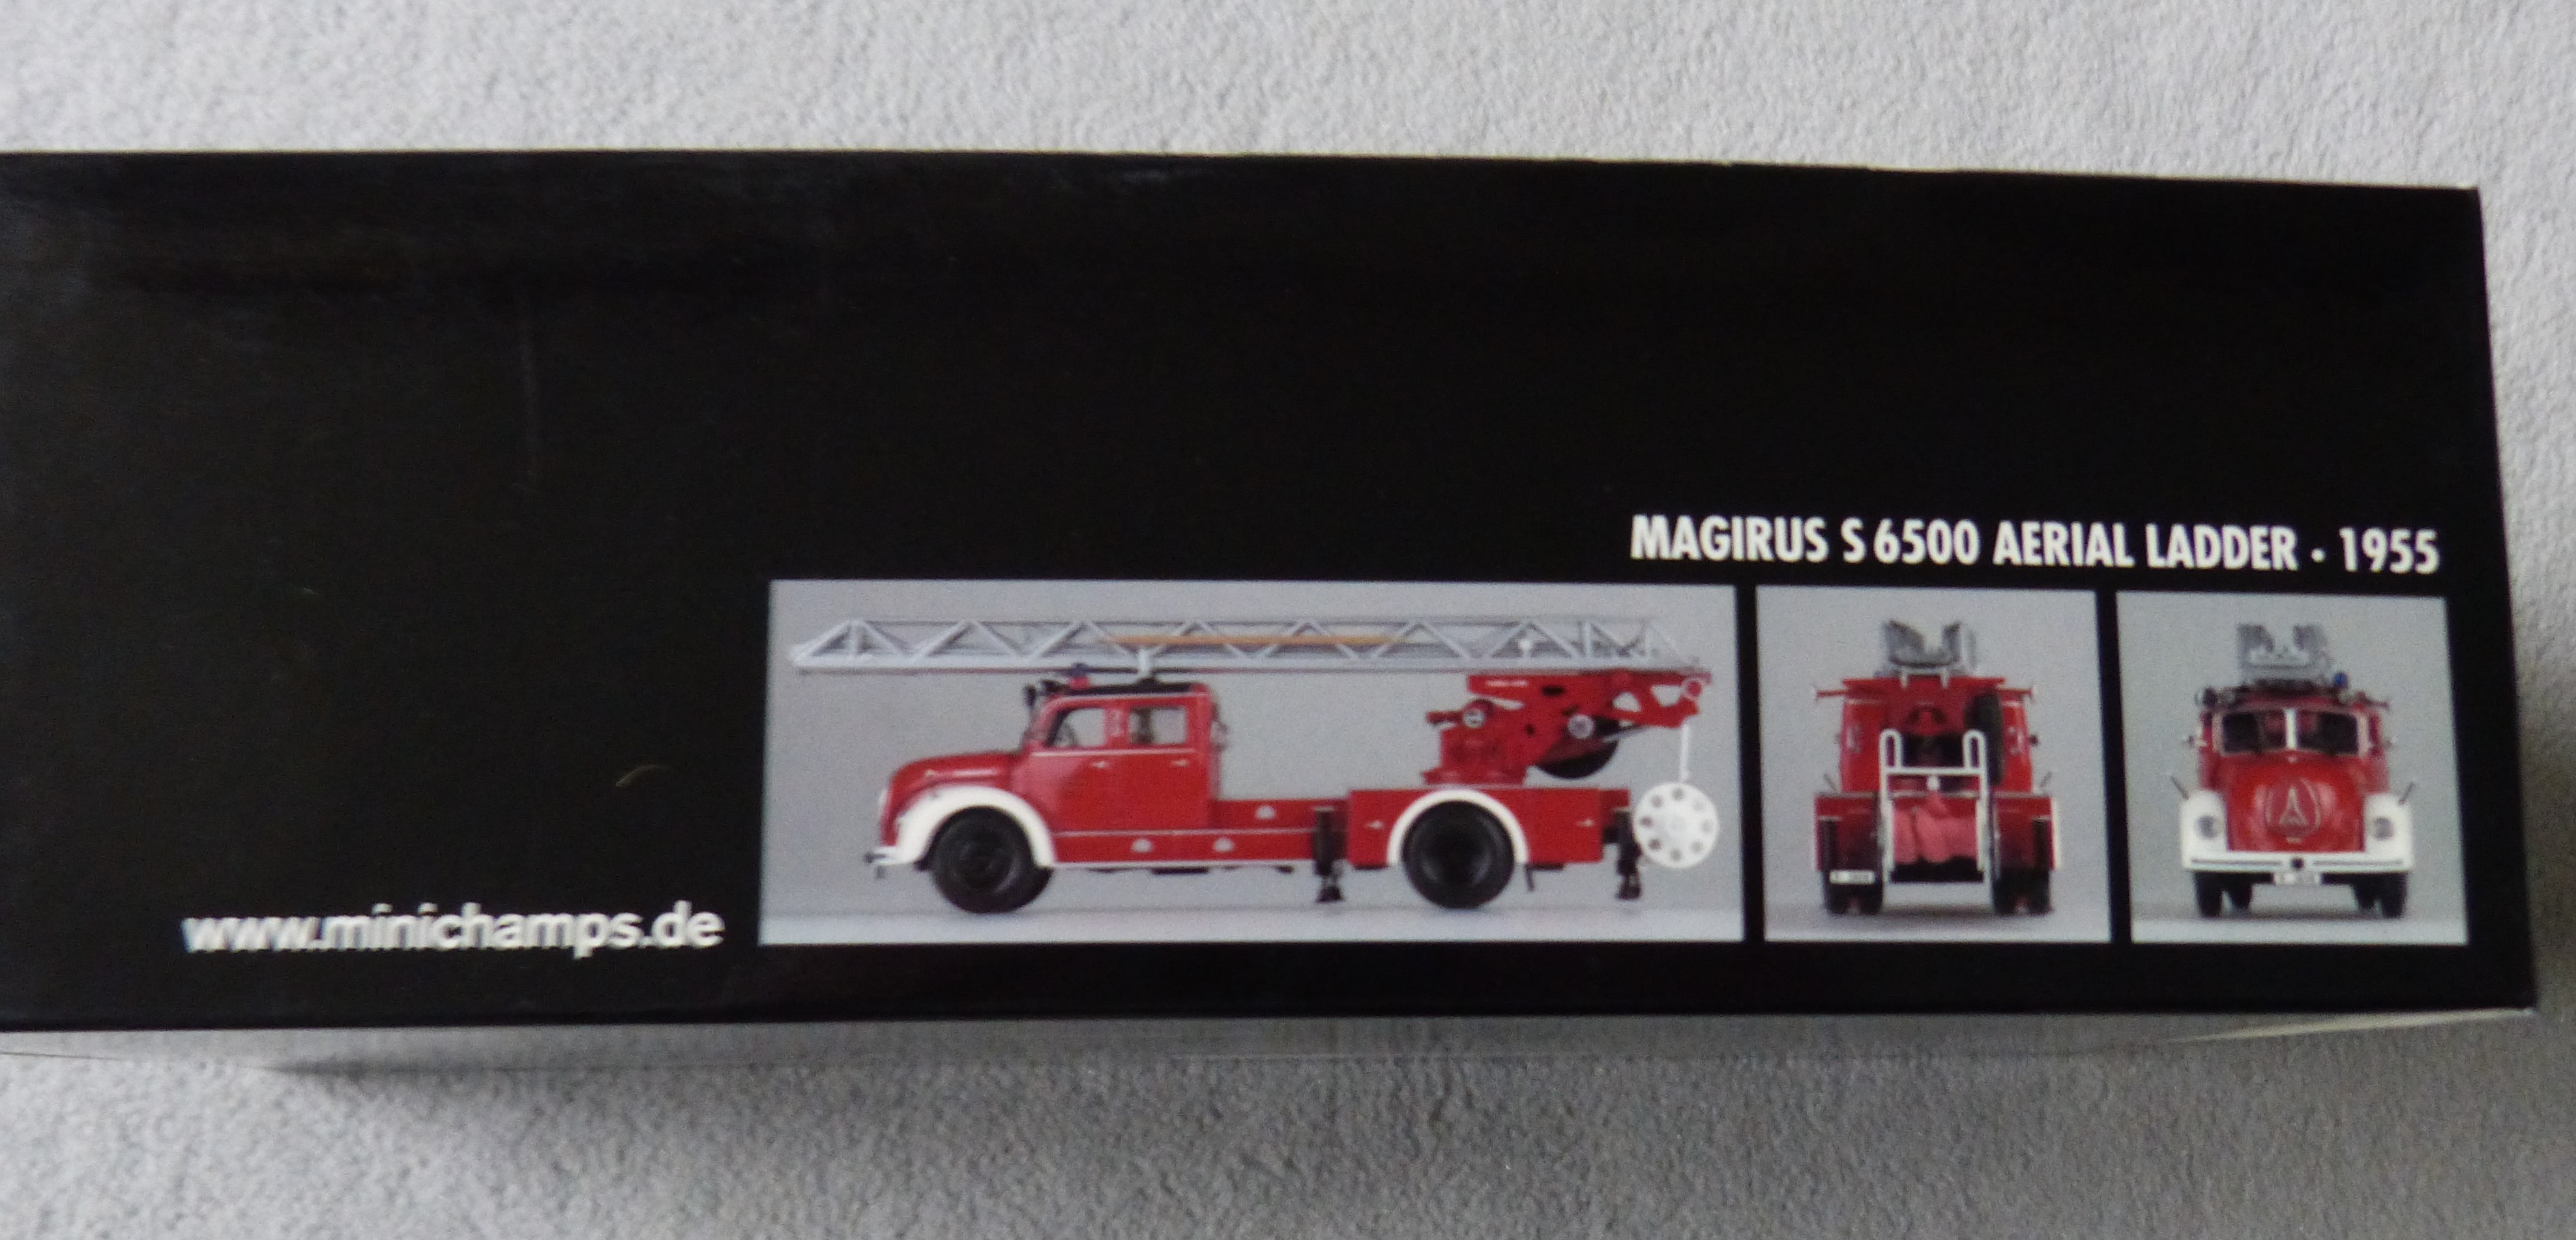 MAGIRUS S 6500 AERIAL LADDER · 1955
www.minichamps.de